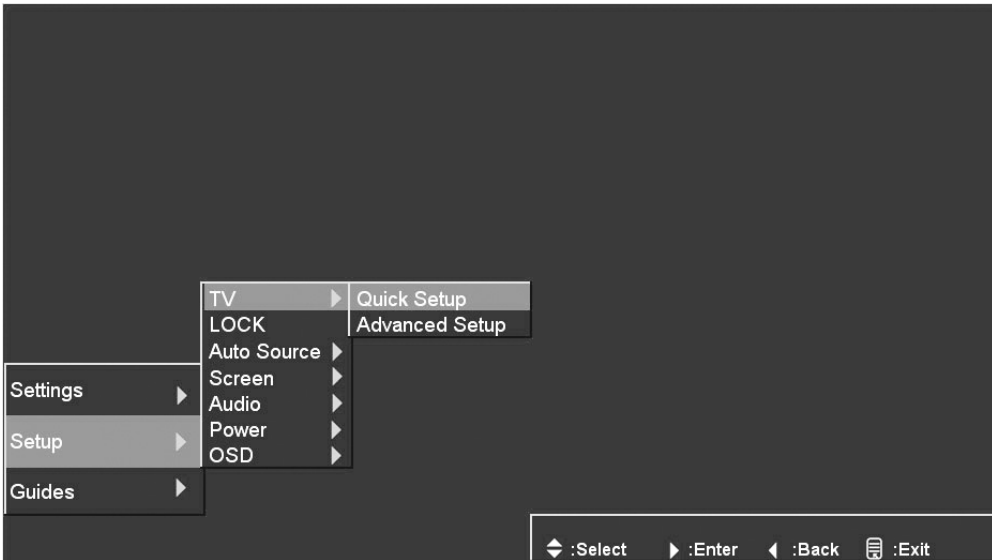 TV
LOCK
Auto Source
Screen
Audio
Power
OSD
Quick Setup
Advanced Setup
Settings
Setup
Guides
:Select :Enter :Back :Exit